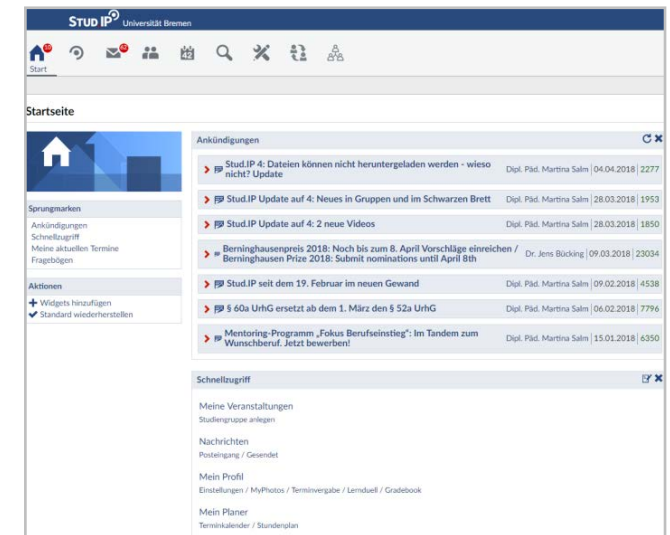 STUD IP Universität Bremen
10 42
42
Start
Startseite
Sprungmarken
Ankündigungen
Schnellzugriff
Meine aktuellen Termine
Fragebögen
Aktionen
Widgets hinzufügen
Standard wiederherstellen
Ankündigungen
Stud.IP 4: Dateien können nicht heruntergeladen werden - wieso
nicht? Update
Dipl. Päd. Martina Salm 04.04.2018 2277
Stud.IP Update auf 4: Neues in Gruppen und im Schwarzen Brett Dipl. Päd. Martina Salm 28.03.2018 1953
Stud.IP Update auf 4: 2 neue Videos Dipl. Päd. Martina Salm 28.03.2018 1850
Berninghausenpreis 2018: Noch bis zum 8. April Vorschläge einreichen /
Berninghausen Prize 2018: Submit nominations until April 8th
Dr. Jens Bücking 09.03.2018 23034
Stud.IP seit dem 19. Februar im neuen Gewand Dipl. Päd. Martina Salm 09.02.2018 4538
§ 60a UrhG ersetzt ab dem 1. März den § 52a UrhG Dipl. Päd. Martina Salm 06.02.2018 7796
Mentoring-Programm „Fokus Berufseinstieg": Im Tandem zum
Wunschberuf. Jetzt bewerben!
Dipl. Päd. Martina Salm 15.01.2018 6350
Schnellzugriff
Meine Veranstaltungen
Studiengruppe anlegen
Nachrichten
Posteingang / Gesendet
Mein Profil
Einstellungen / MyPhotos / Terminvergabe / Lernduell / Gradebook
Mein Planer
Terminkalender / Stundenplan